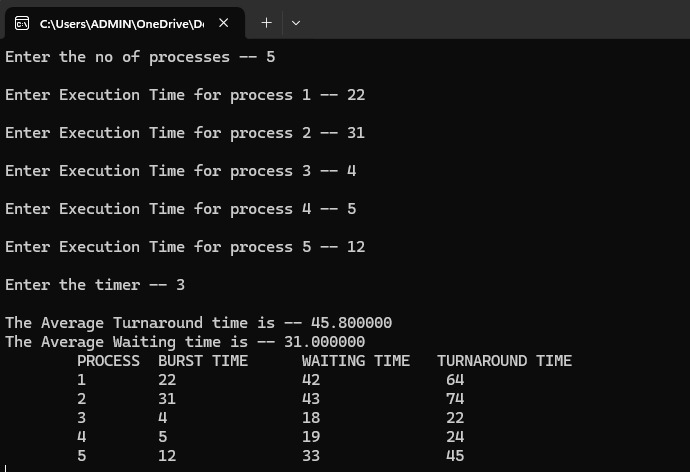 C:\Users\ADMIN\OneDrive\De
Enter the no of processes -- 5
Enter Execution Time for process 1 -- 22
Enter Execution Time for process 2 -- 31
Enter Execution Time for process 3 -- 4
Enter Execution Time for process 4 -- 5
Enter Execution Time for process 5 -- 12
Enter the timer -- 3
The Average Turnaround time is -- 45.800000
The Average Waiting time is -- 31.000000
PROCESS BURST TIME WAITING TIME TURNAROUND TIME
1 22 42 64
2 31 43 74
3 4 18 22
4 5 19 24
5 12 33 45